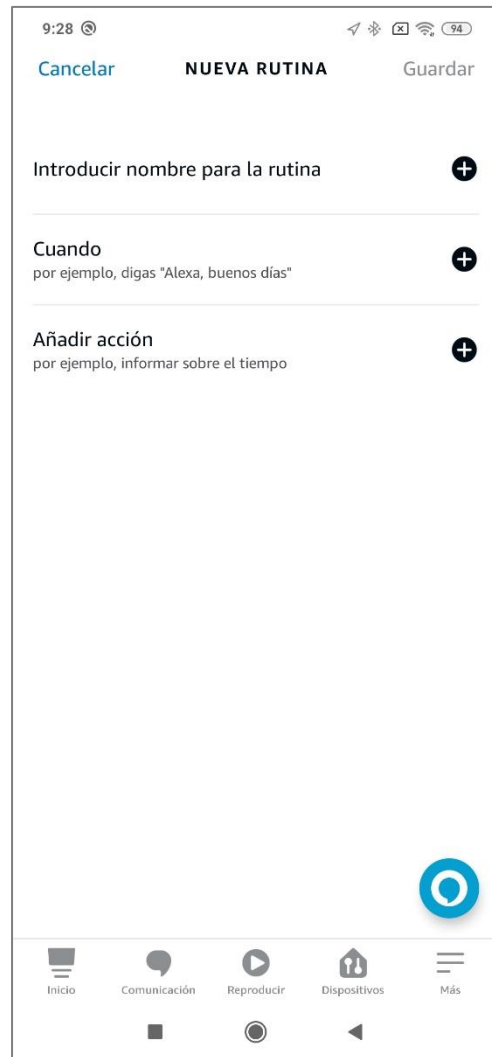 9:28
94
Cancelar NUEVA RUTINA Guardar
Introducir nombre para la rutina
Cuando
por ejemplo, digas "Alexa, buenos días"
Añadir acción
por ejemplo, informar sobre el tiempo
Inicio Comunicación Reproducir Dispositivos Más